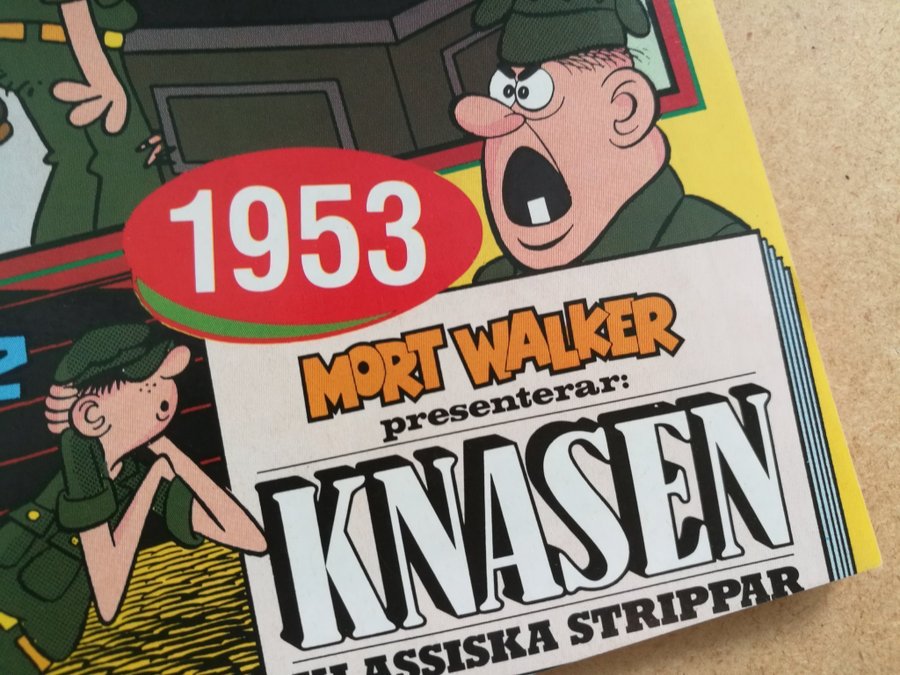 1953
MORT WALKER
presenterar:
KNASEN
KLASSISKA STRIPPAR